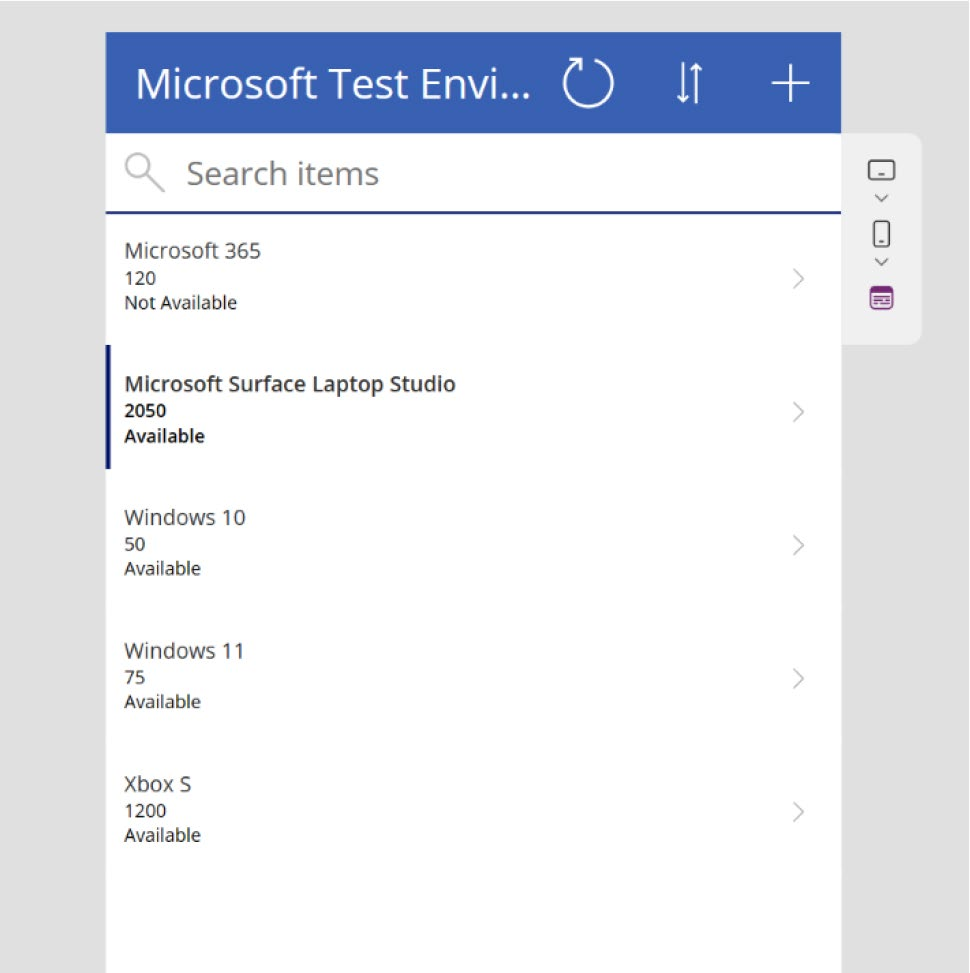 Microsoft Test Envi...
Search items
Microsoft 365
120
Not Available
Microsoft Surface Laptop Studio
2050
Available
Windows 10
50
Available
Windows 11
75
Available
Xbox S
1200
Available